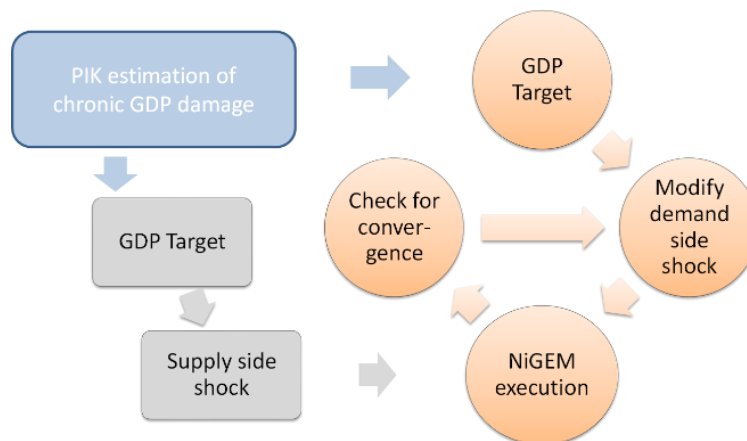 PIK estimation of
chronic GDP damage
GDP
Target
Check for
conver-
gence
Modify
demand
side
shock
GDP Target
Supply side
shock
NiGEM
execution